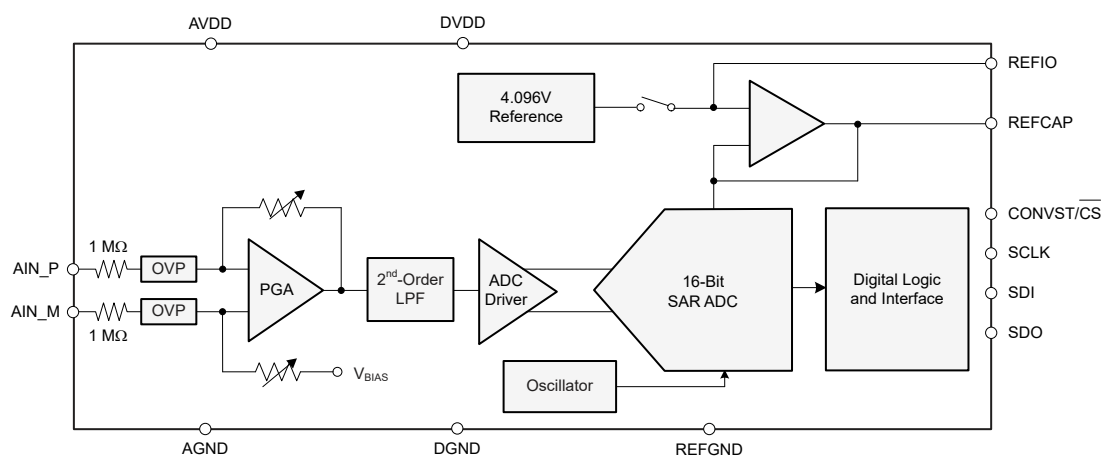 AVDD
DVDD
REFIO
4.096V
Reference
REFCAP
CONVST/CS
1 MΩ
AIN_P
OVP
PGA
2nd-Order
LPF
ADC
Driver
16-Bit
SAR ADC
Digital Logic
and Interface
SCLK
SDI
AIN_M
OVP
1 MΩ
SDO
VBIAS
Oscillator
AGND
DGND
REFGND